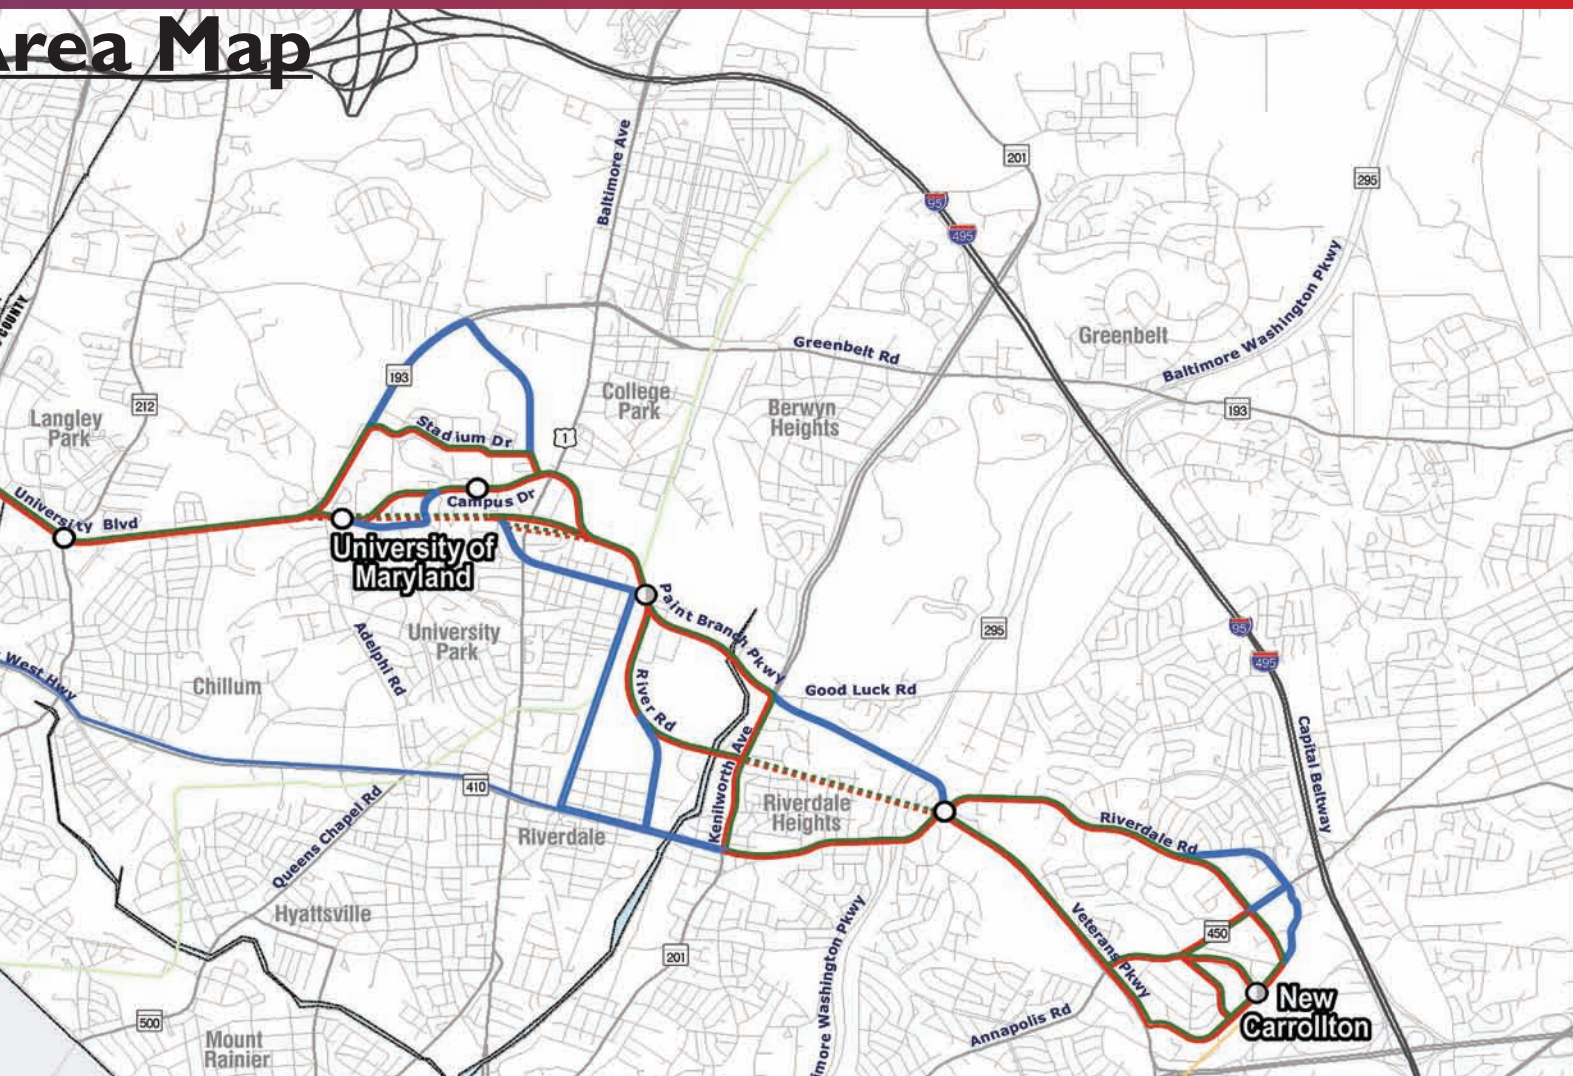 Area Map
Baltimore Ave
201
295
95
495
COUNTY
Baltimore Washington Pkwy
Greenbelt
Greenbelt Rd
193
193
College
Park
Berwyn
Heights
212
Langley
Park
Stadium Dr
1
University Blvd
Campus Dr
University of
Maryland
Paint Branch Pkwy
295
95
495
Adelphi Rd
University
Park
West Hwy
Chillum
River Rd
Good Luck Rd
Capital Beltway
Kenilworth Ave
410
Riverdale
Riverdale
Heights
Riverdale Rd
Queens Chapel Rd
Hyattsville
201
450
Veterans Pkwy
more Washington Pkwy
New
Carrollton
Annapolis Rd
500
Mount
Rainier